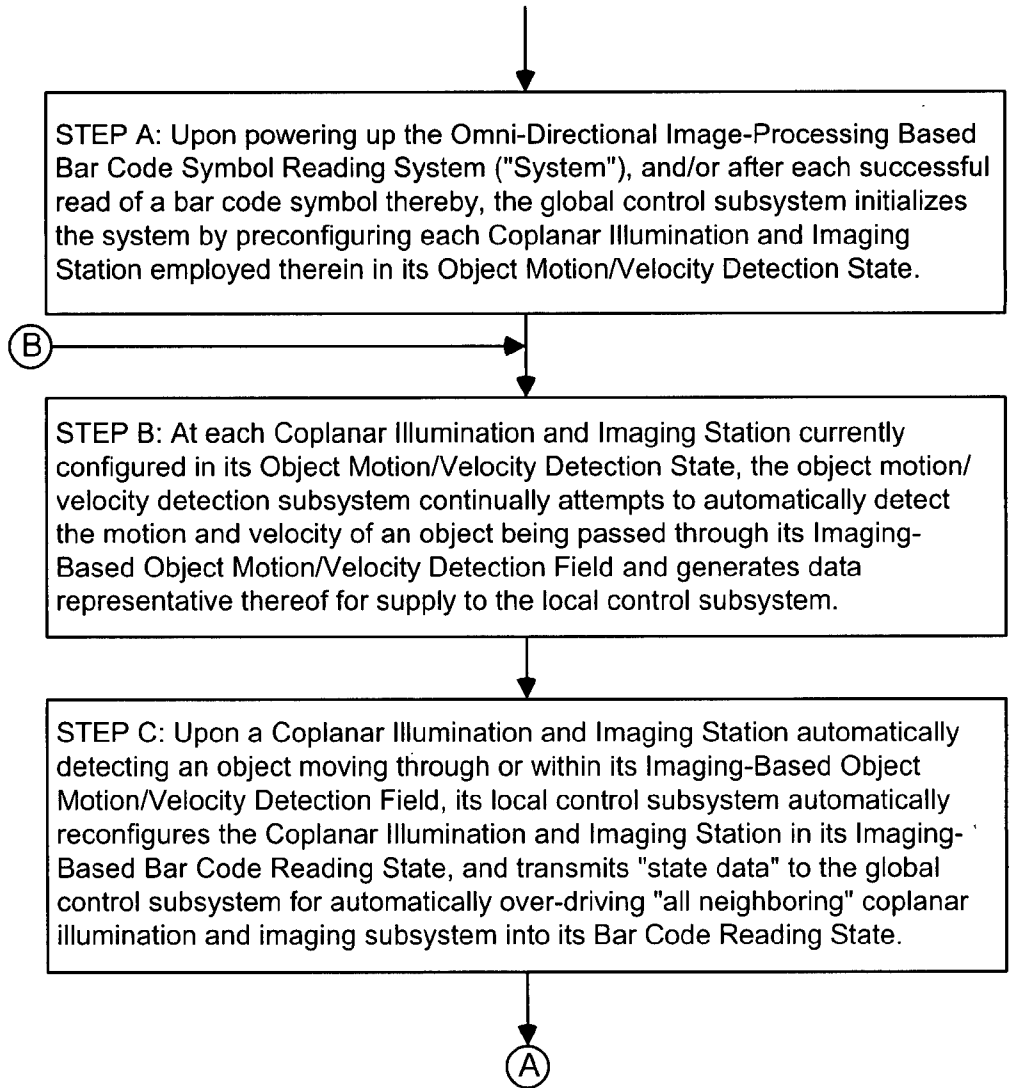 STEP A: Upon powering up the Omni-Directional Image-Processing Based
Bar Code Symbol Reading System ("System"), and/or after each successful
read of a bar code symbol thereby, the global control subsystem initializes
the system by preconfiguring each Coplanar Illumination and Imaging
Station employed therein in its Object Motion/Velocity Detection State.
B
STEP B: At each Coplanar Illumination and Imaging Station currently
configured in its Object Motion/Velocity Detection State, the object motion/
velocity detection subsystem continually attempts to automatically detect
the motion and velocity of an object being passed through its Imaging-
Based Object Motion/Velocity Detection Field and generates data
representative thereof for supply to the local control subsystem.
STEP C: Upon a Coplanar Illumination and Imaging Station automatically
detecting an object moving through or within its Imaging-Based Object
Motion/Velocity Detection Field, its local control subsystem automatically
reconfigures the Coplanar Illumination and Imaging Station in its Imaging-
Based Bar Code Reading State, and transmits "state data" to the global
control subsystem for automatically over-driving "all neighboring" coplanar
illumination and imaging subsystem into its Bar Code Reading State.
A